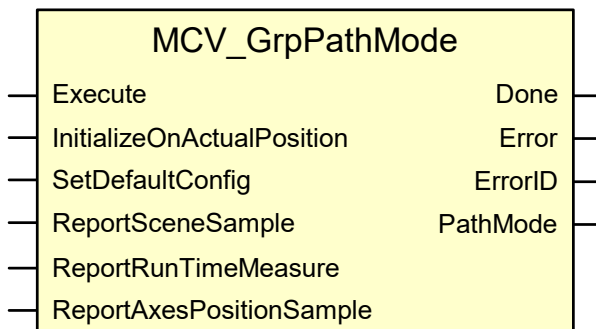 MCV_GrpPathMode
Execute Done
InitializeOnActualPosition Error
SetDefaultConfig ErrorID
ReportSceneSample PathMode
ReportRunTimeMeasure
ReportAxesPositionSample